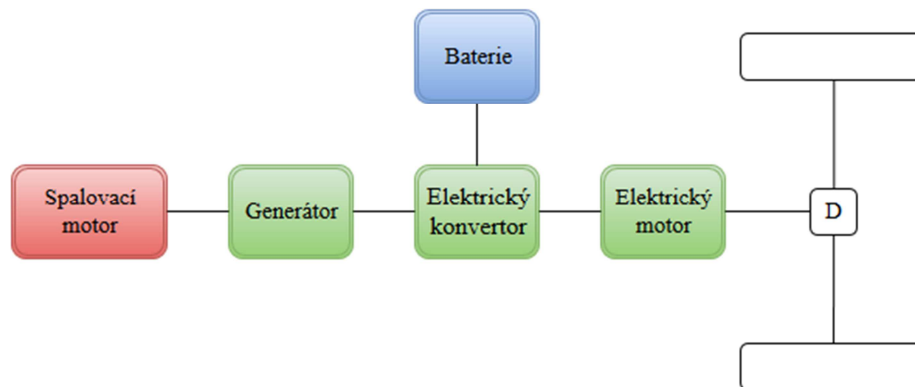 Baterie
Spalovací
motor
Generátor
Elektrický
konvertor
Elektrický
motor
D